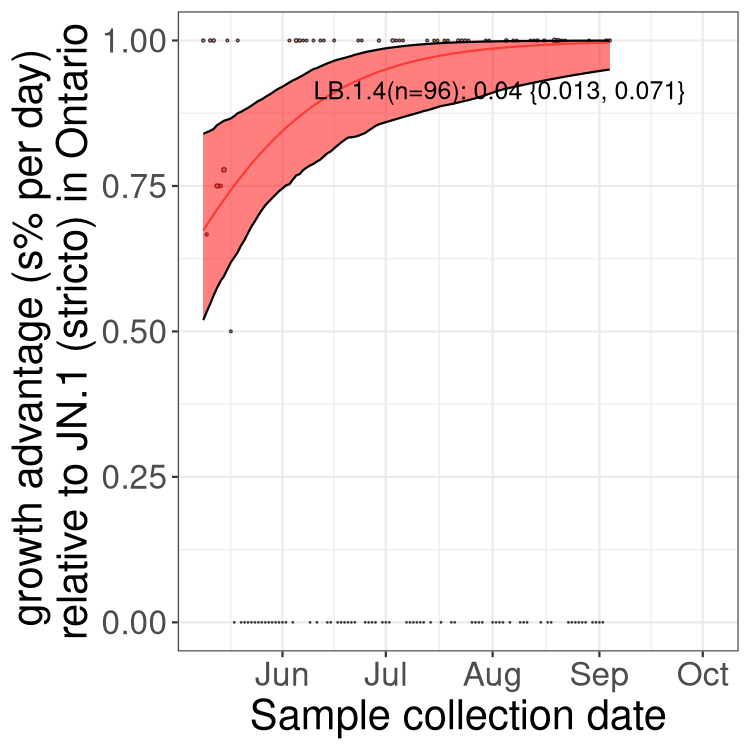 growth advantage (s% per day)
relative to JN.1 (stricto) in Ontario
1.00
0.75
0.50
0.25
0.00
LB.1.4(n=96): 0.04 {0.013, 0.071}
Jun Jul Aug Sep Oct
Sample collection date